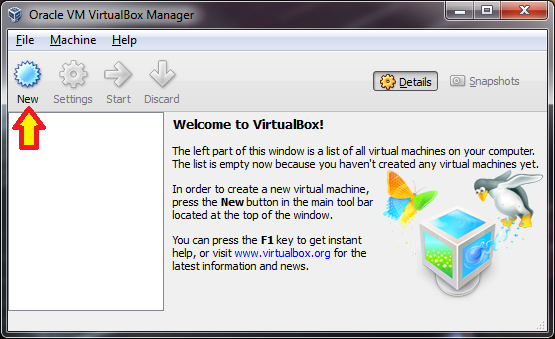 Oracle VM VirtualBox Manager
File Machine Help
New Settings Start Discard Details Snapshots
Welcome to VirtualBox!
The left part of this window is a list of all virtual machines on your computer.
The list is empty now because you haven't created any virtual machines yet.
In order to create a new virtual machine,
press the New button in the main tool bar
located at the top of the window.
You can press the F1 key to get instant
help, or visit www.virtualbox.org for the
latest information and news.